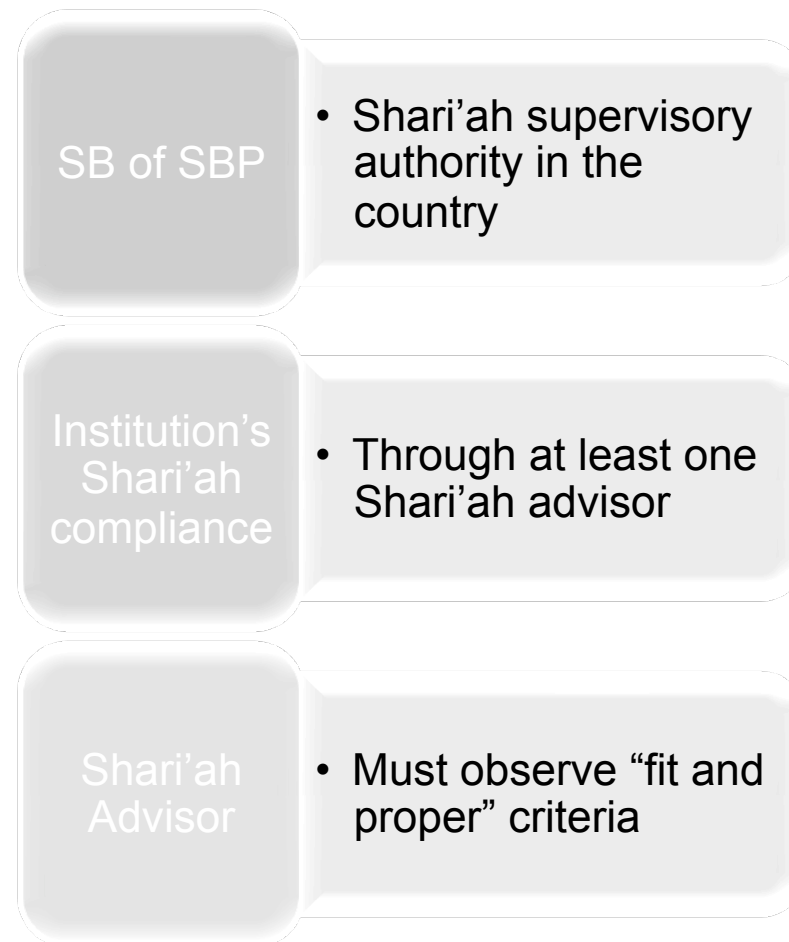 SB of SBP
• Shari’ah supervisory
authority in the
country
Institution’s
Shari’ah
compliance
• Through at least one
Shari’ah advisor
Shari’ah
Advisor
• Must observe “fit and
proper” criteria